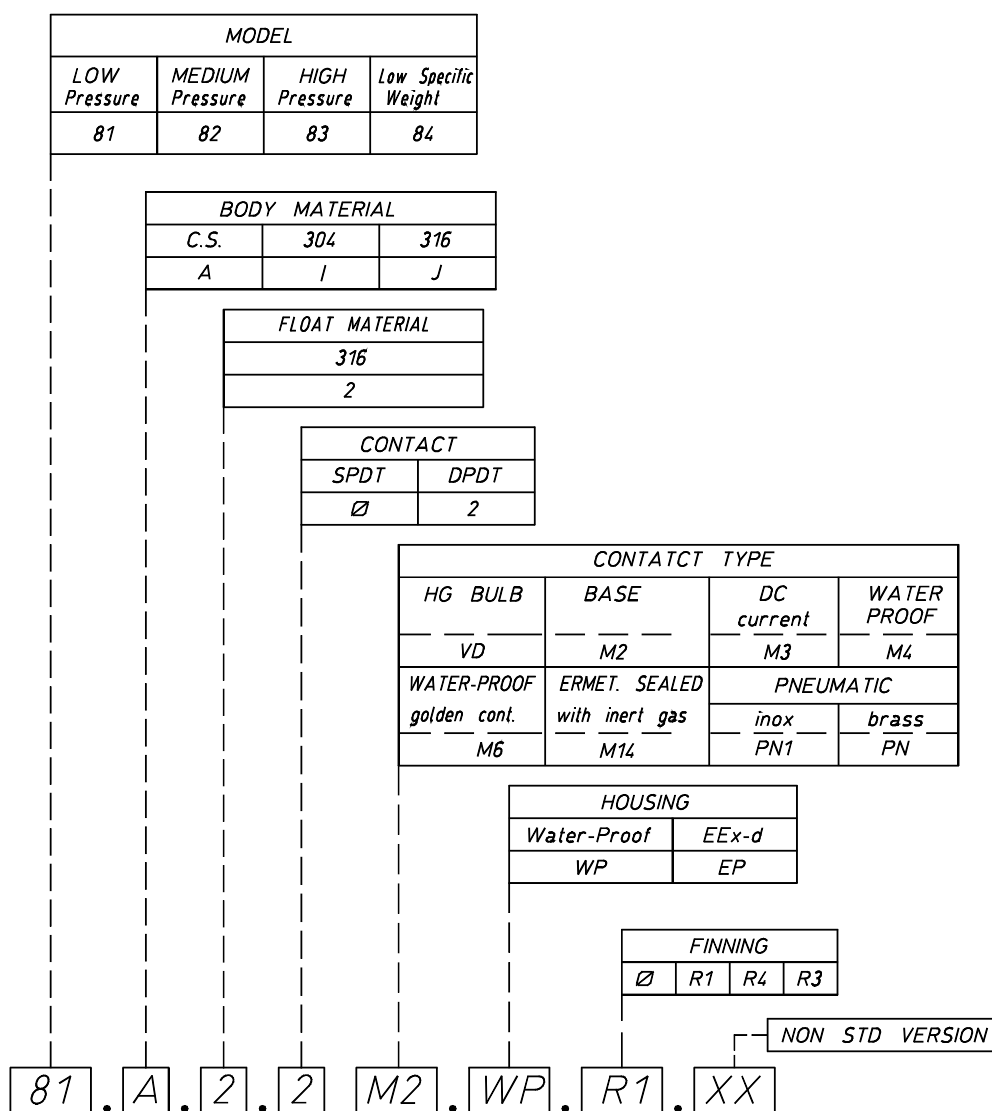 MODEL
LOW Pressure MEDIUM Pressure HIGH Pressure Low Specific Weight
81 82 83 84
BODY MATERIAL
C.S. 304 316
A I J
FLOAT MATERIAL
316
2
CONTACT
SPDT DPDT
Ø 2
CONTATCT TYPE
HG BULB BASE DC current WATER PROOF
VD M2 M3 M4
WATER-PROOF golden cont. ERMET. SEALED with inert gas PNEUMATIC
inox brass
M6 M14 PN1 PN
HOUSING
Water-Proof EEx-d
WP EP
FINNING
Ø R1 R4 R3
NON STD VERSION
81 . A . 2 . 2 M2 . WP . R1 . XX